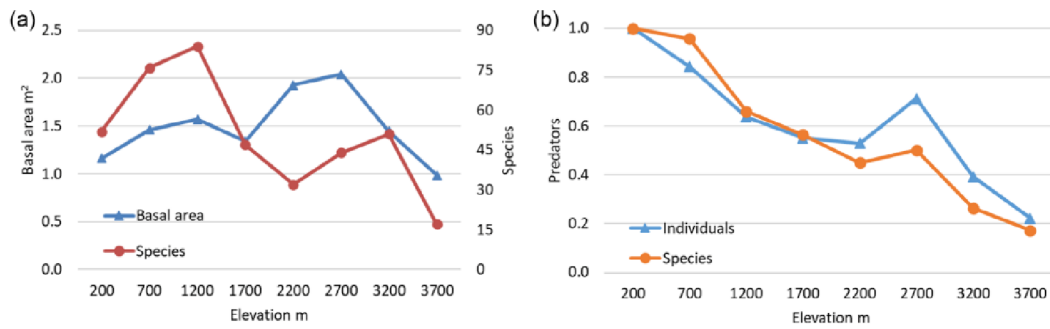 (a)
Basal area m²
2.5
2.0
1.5
1.0
0.5
0.0
90
75
60
45
30
15
0
Species
Basal area
Species
200 700 1200 1700 2200 2700 3200 3700
Elevation m
(b)
Predators
1.0
0.8
0.6
0.4
0.2
0.0
Individuals
Species
200 700 1200 1700 2200 2700 3200 3700
Elevation m